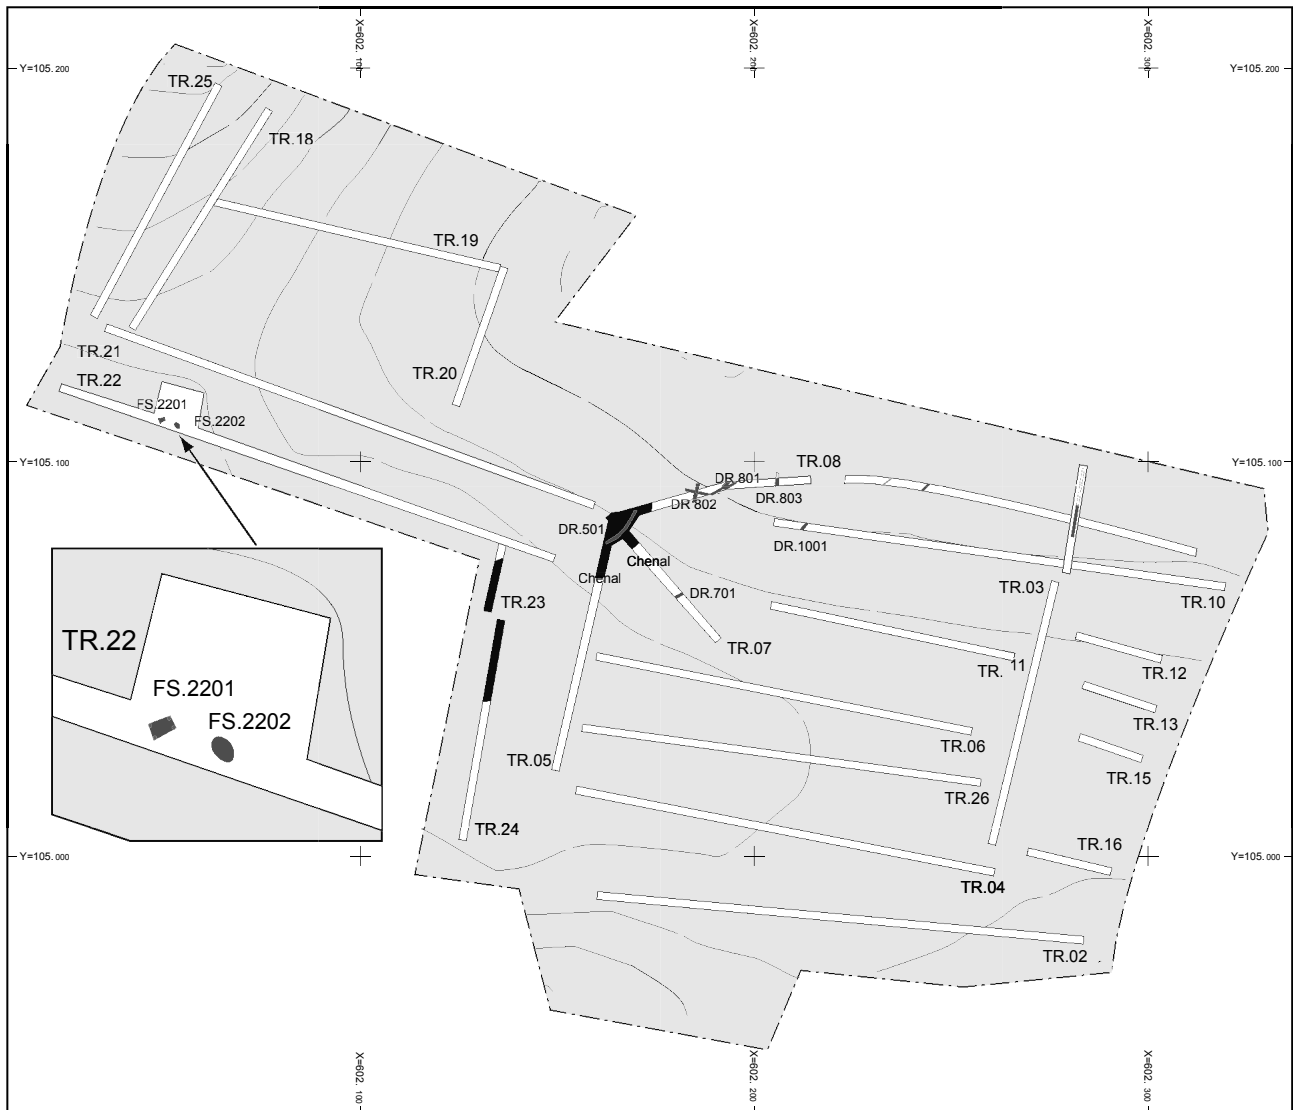 X=602. 100
X=602. 200
X=602. 300
Y=105.200
Y=105.200
TR.25
TR.18
TR.19
TR.21
TR.20
TR.22
FS.2201
FS.2202
Y=105.100
Y=105.100
TR.08
DR.801
DR.803
DR 802
DR.501
DR.1001
Chenal
Chenal
TR.03
DR.701
TR.23
TR.10
TR.07
TR. 11
TR.12
TR.22
FS.2201
FS.2202
TR.13
TR.06
TR.05
TR.15
TR.26
TR.24
TR.16
Y=105.000
Y=105.000
TR.04
TR.02
X=602. 100
X=602. 200
X=602. 300